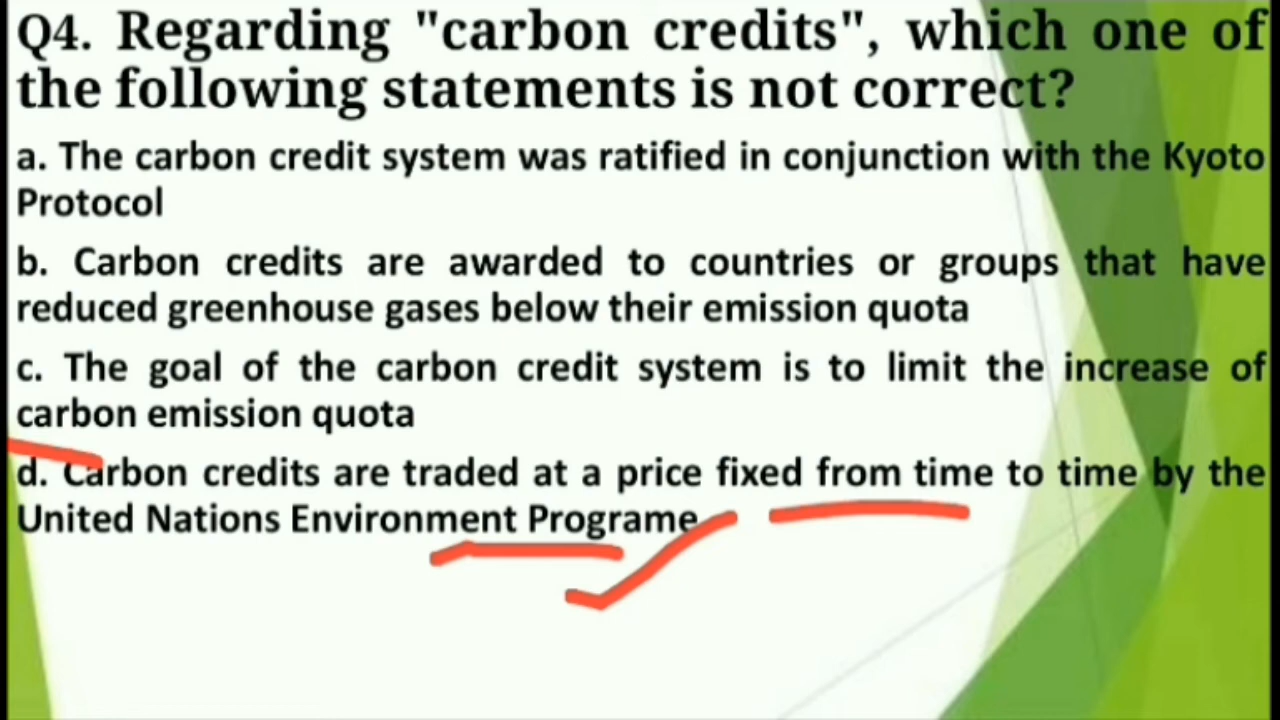 Q4. Regarding "carbon credits", which one of
the following statements is not correct?
a. The carbon credit system was ratified in conjunction with the Kyoto
Protocol
b. Carbon credits are awarded to countries or groups that have
reduced greenhouse gases below their emission quota
c. The goal of the carbon credit system is to limit the increase of
carbon emission quota
d. Carbon credits are traded at a price fixed from time to time by the
United Nations Environment Programe